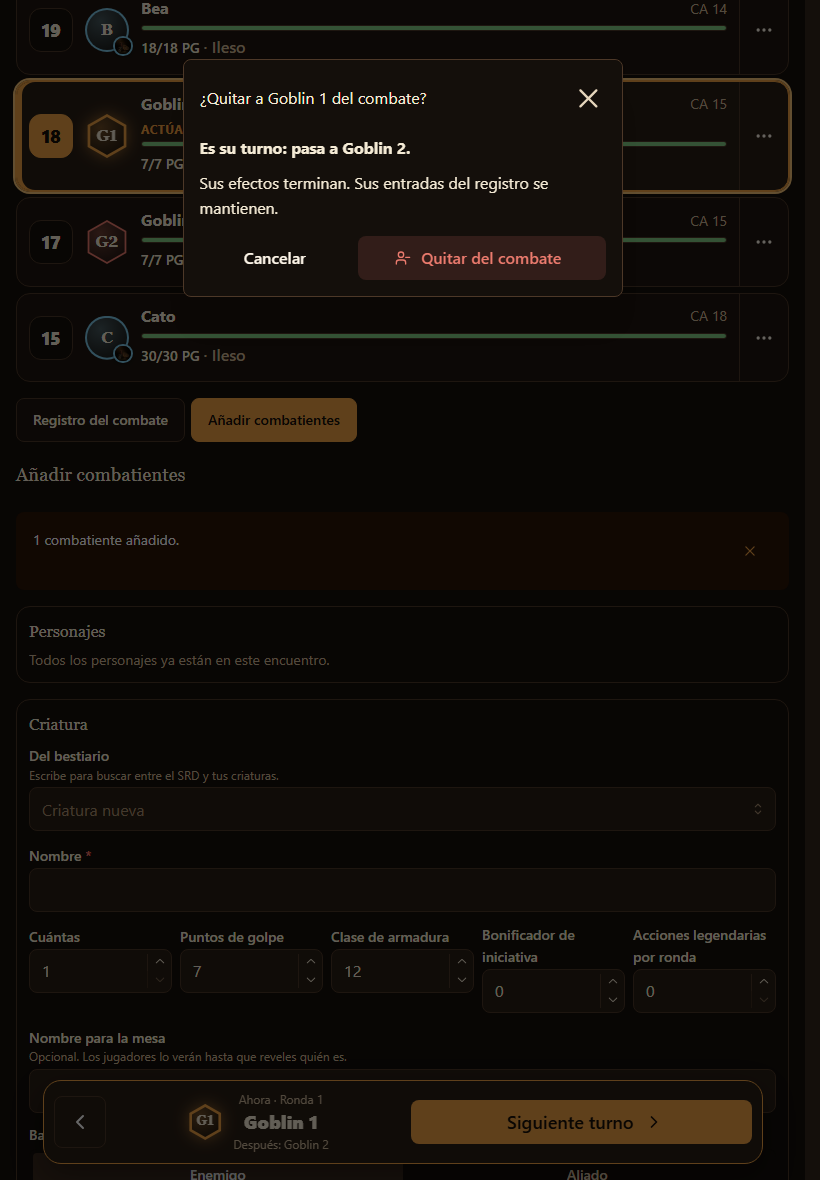 19
B
Bea
CA 14
18/18 PG · Ileso
¿Quitar a Goblin 1 del combate?
Es su turno: pasa a Goblin 2.
Sus efectos terminan. Sus entradas del registro se
mantienen.
Cancelar
Quitar del combate
18
G1
CA 15
7/7 PG
17
G2
CA 15
7/7 PG
15
C
Cato
CA 18
30/30 PG · Ileso
Registro del combate
Añadir combatientes
Añadir combatientes
1 combatiente añadido.
Personajes
Todos los personajes ya están en este encuentro.
Criatura
Del bestiario
Escribe para buscar entre el SRD y tus criaturas.
Criatura nueva
Nombre *
Cuántas
Puntos de golpe
Clase de armadura
Bonificador de
iniciativa
Acciones legendarias
por ronda
1
7
12
0
0
Nombre para la mesa
Opcional. Los jugadores lo verán hasta que reveles quién es.
G1
Ahora · Ronda 1
Goblin 1
Después: Goblin 2
Siguiente turno
Enemigo
Aliado